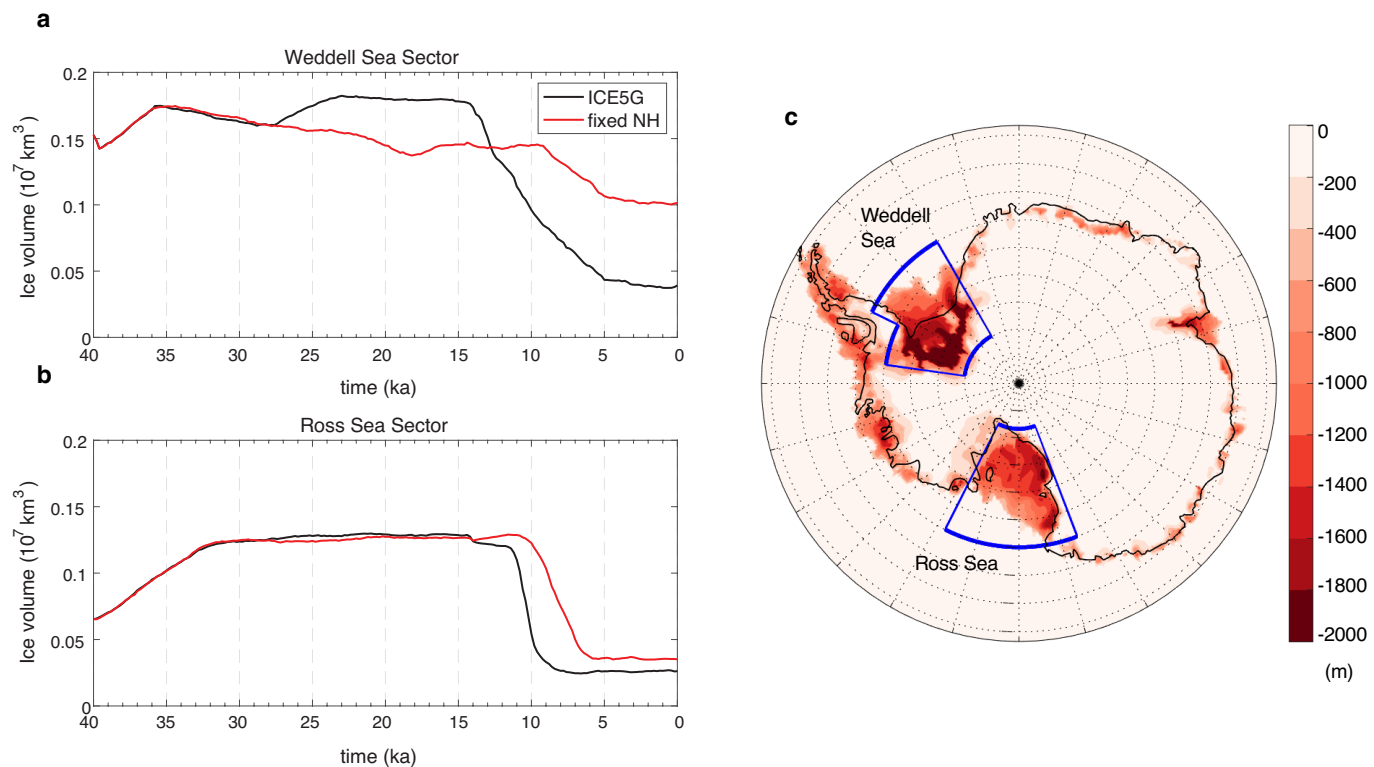 a
Weddell Sea Sector
0.2
0.15
0.1
0.05
0
Ice volume (10⁷ km³)
ICE5G
fixed NH
40
35
30
25
20
15
10
5
0
time (ka)
b
Ross Sea Sector
0.2
0.15
0.1
0.05
0
Ice volume (10⁷ km³)
40
35
30
25
20
15
10
5
0
time (ka)
c
Weddell
Sea
Ross Sea
0
-200
-400
-600
-800
-1000
-1200
-1400
-1600
-1800
-2000
(m)